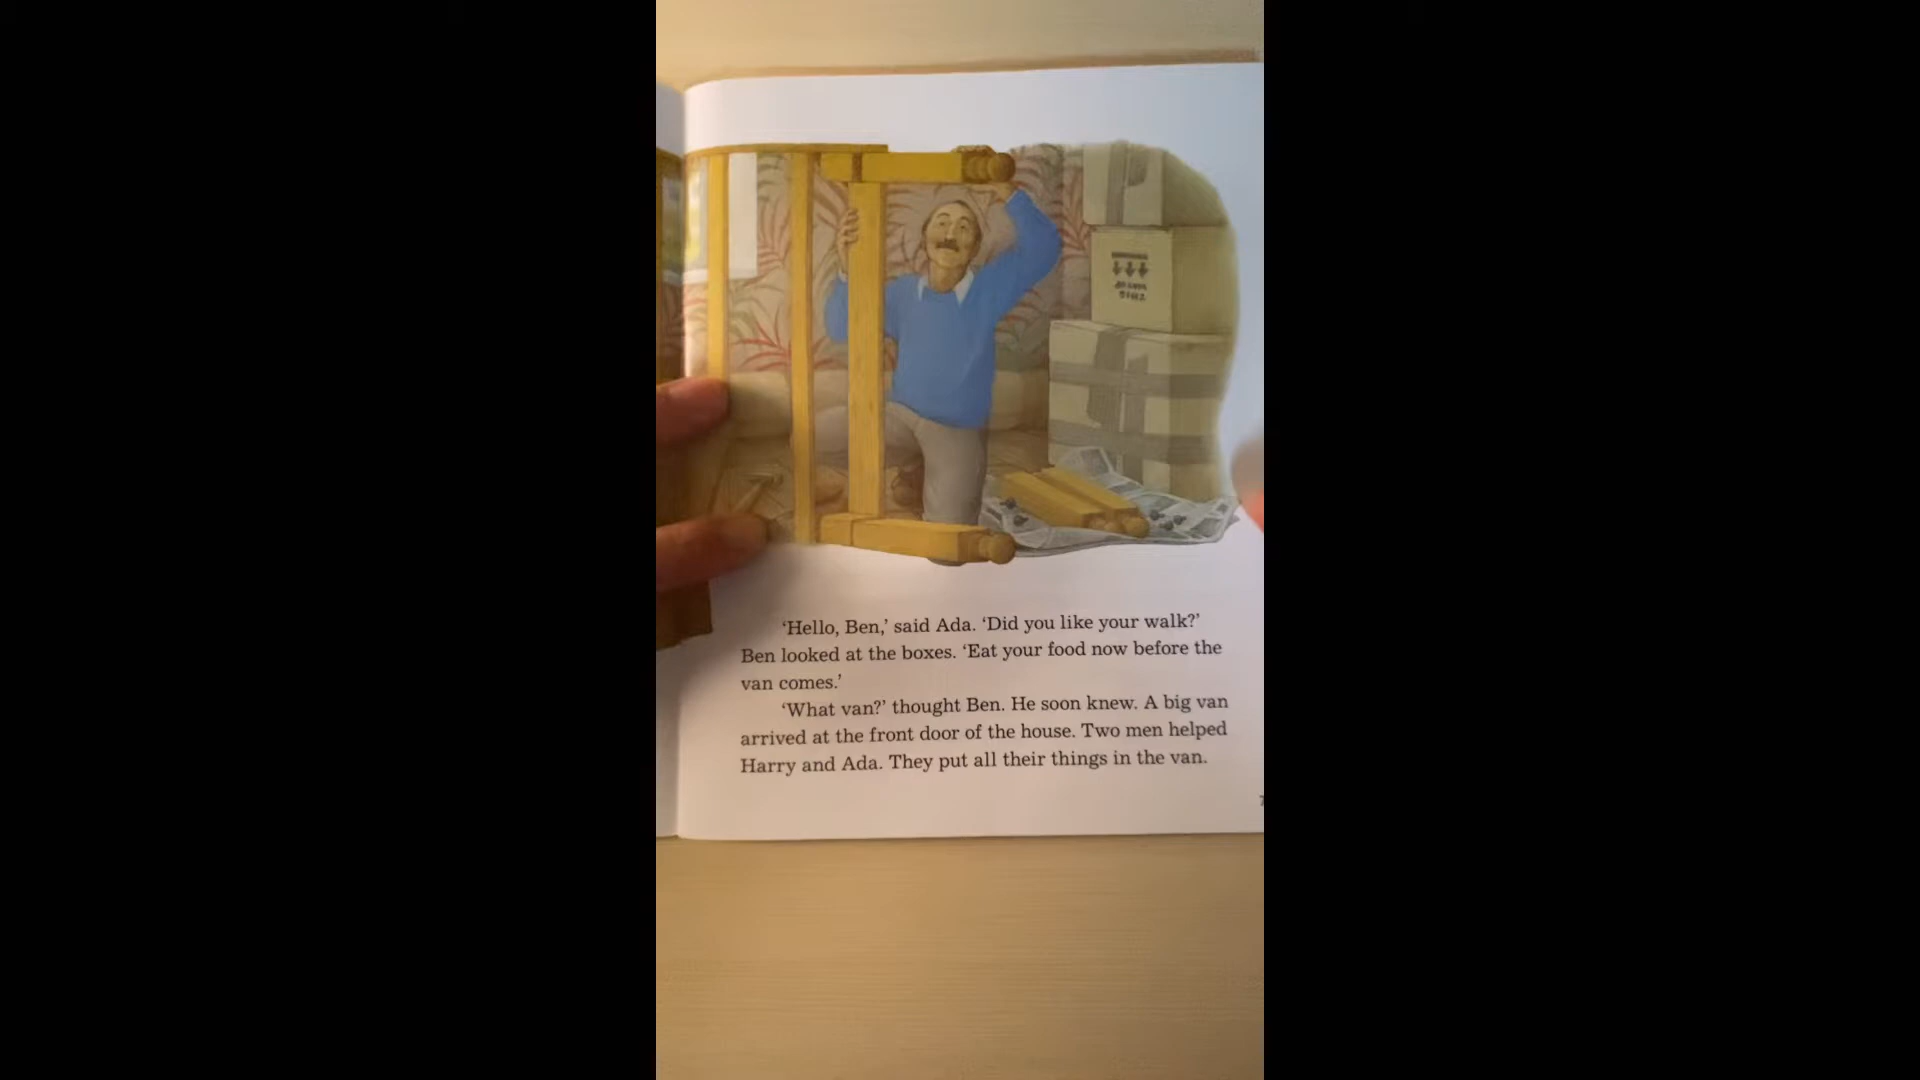 ‘Hello, Ben,’ said Ada. ‘Did you like your walk?’
Ben looked at the boxes. ‘Eat your food now before the
van comes.’
‘What van?’ thought Ben. He soon knew. A big van
arrived at the front door of the house. Two men helped
Harry and Ada. They put all their things in the van.